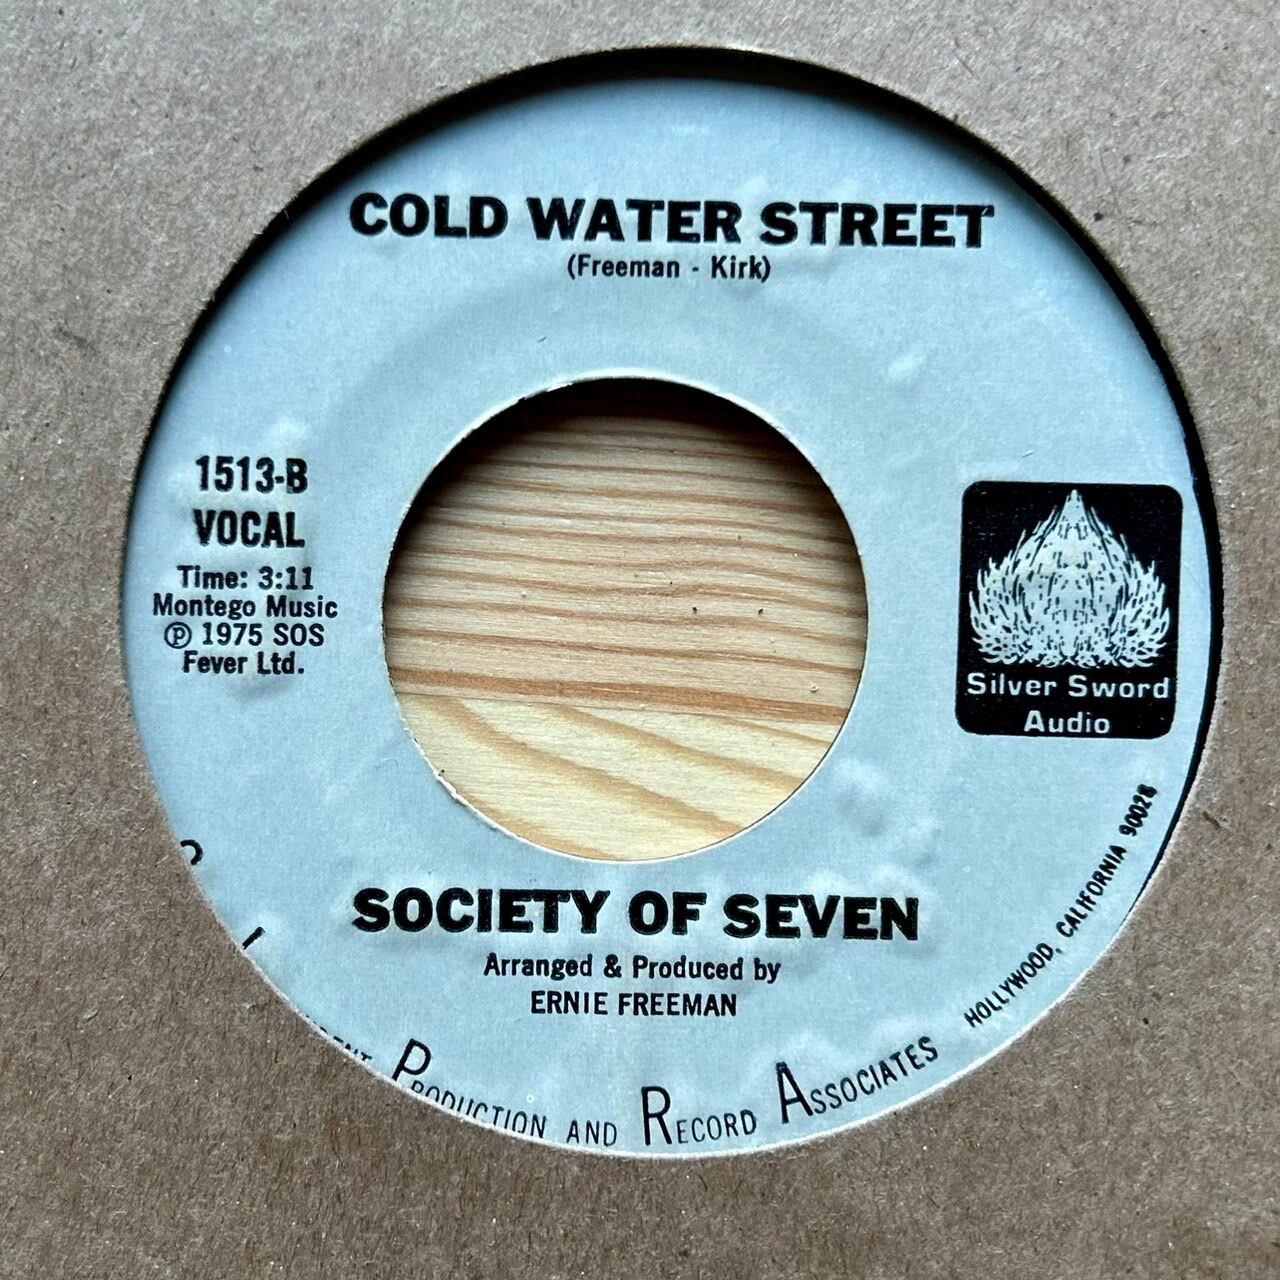 COLD WATER STREET
(Freeman - Kirk)
1513-B
VOCAL
Time: 3:11
Montego Music
℗ 1975 SOS
Fever Ltd.
Silver Sword
Audio
SOCIETY OF SEVEN
Arranged & Produced by
ERNIE FREEMAN
PRODUCTION AND RECORD ASSOCIATES
HOLLYWOOD, CALIFORNIA 90028